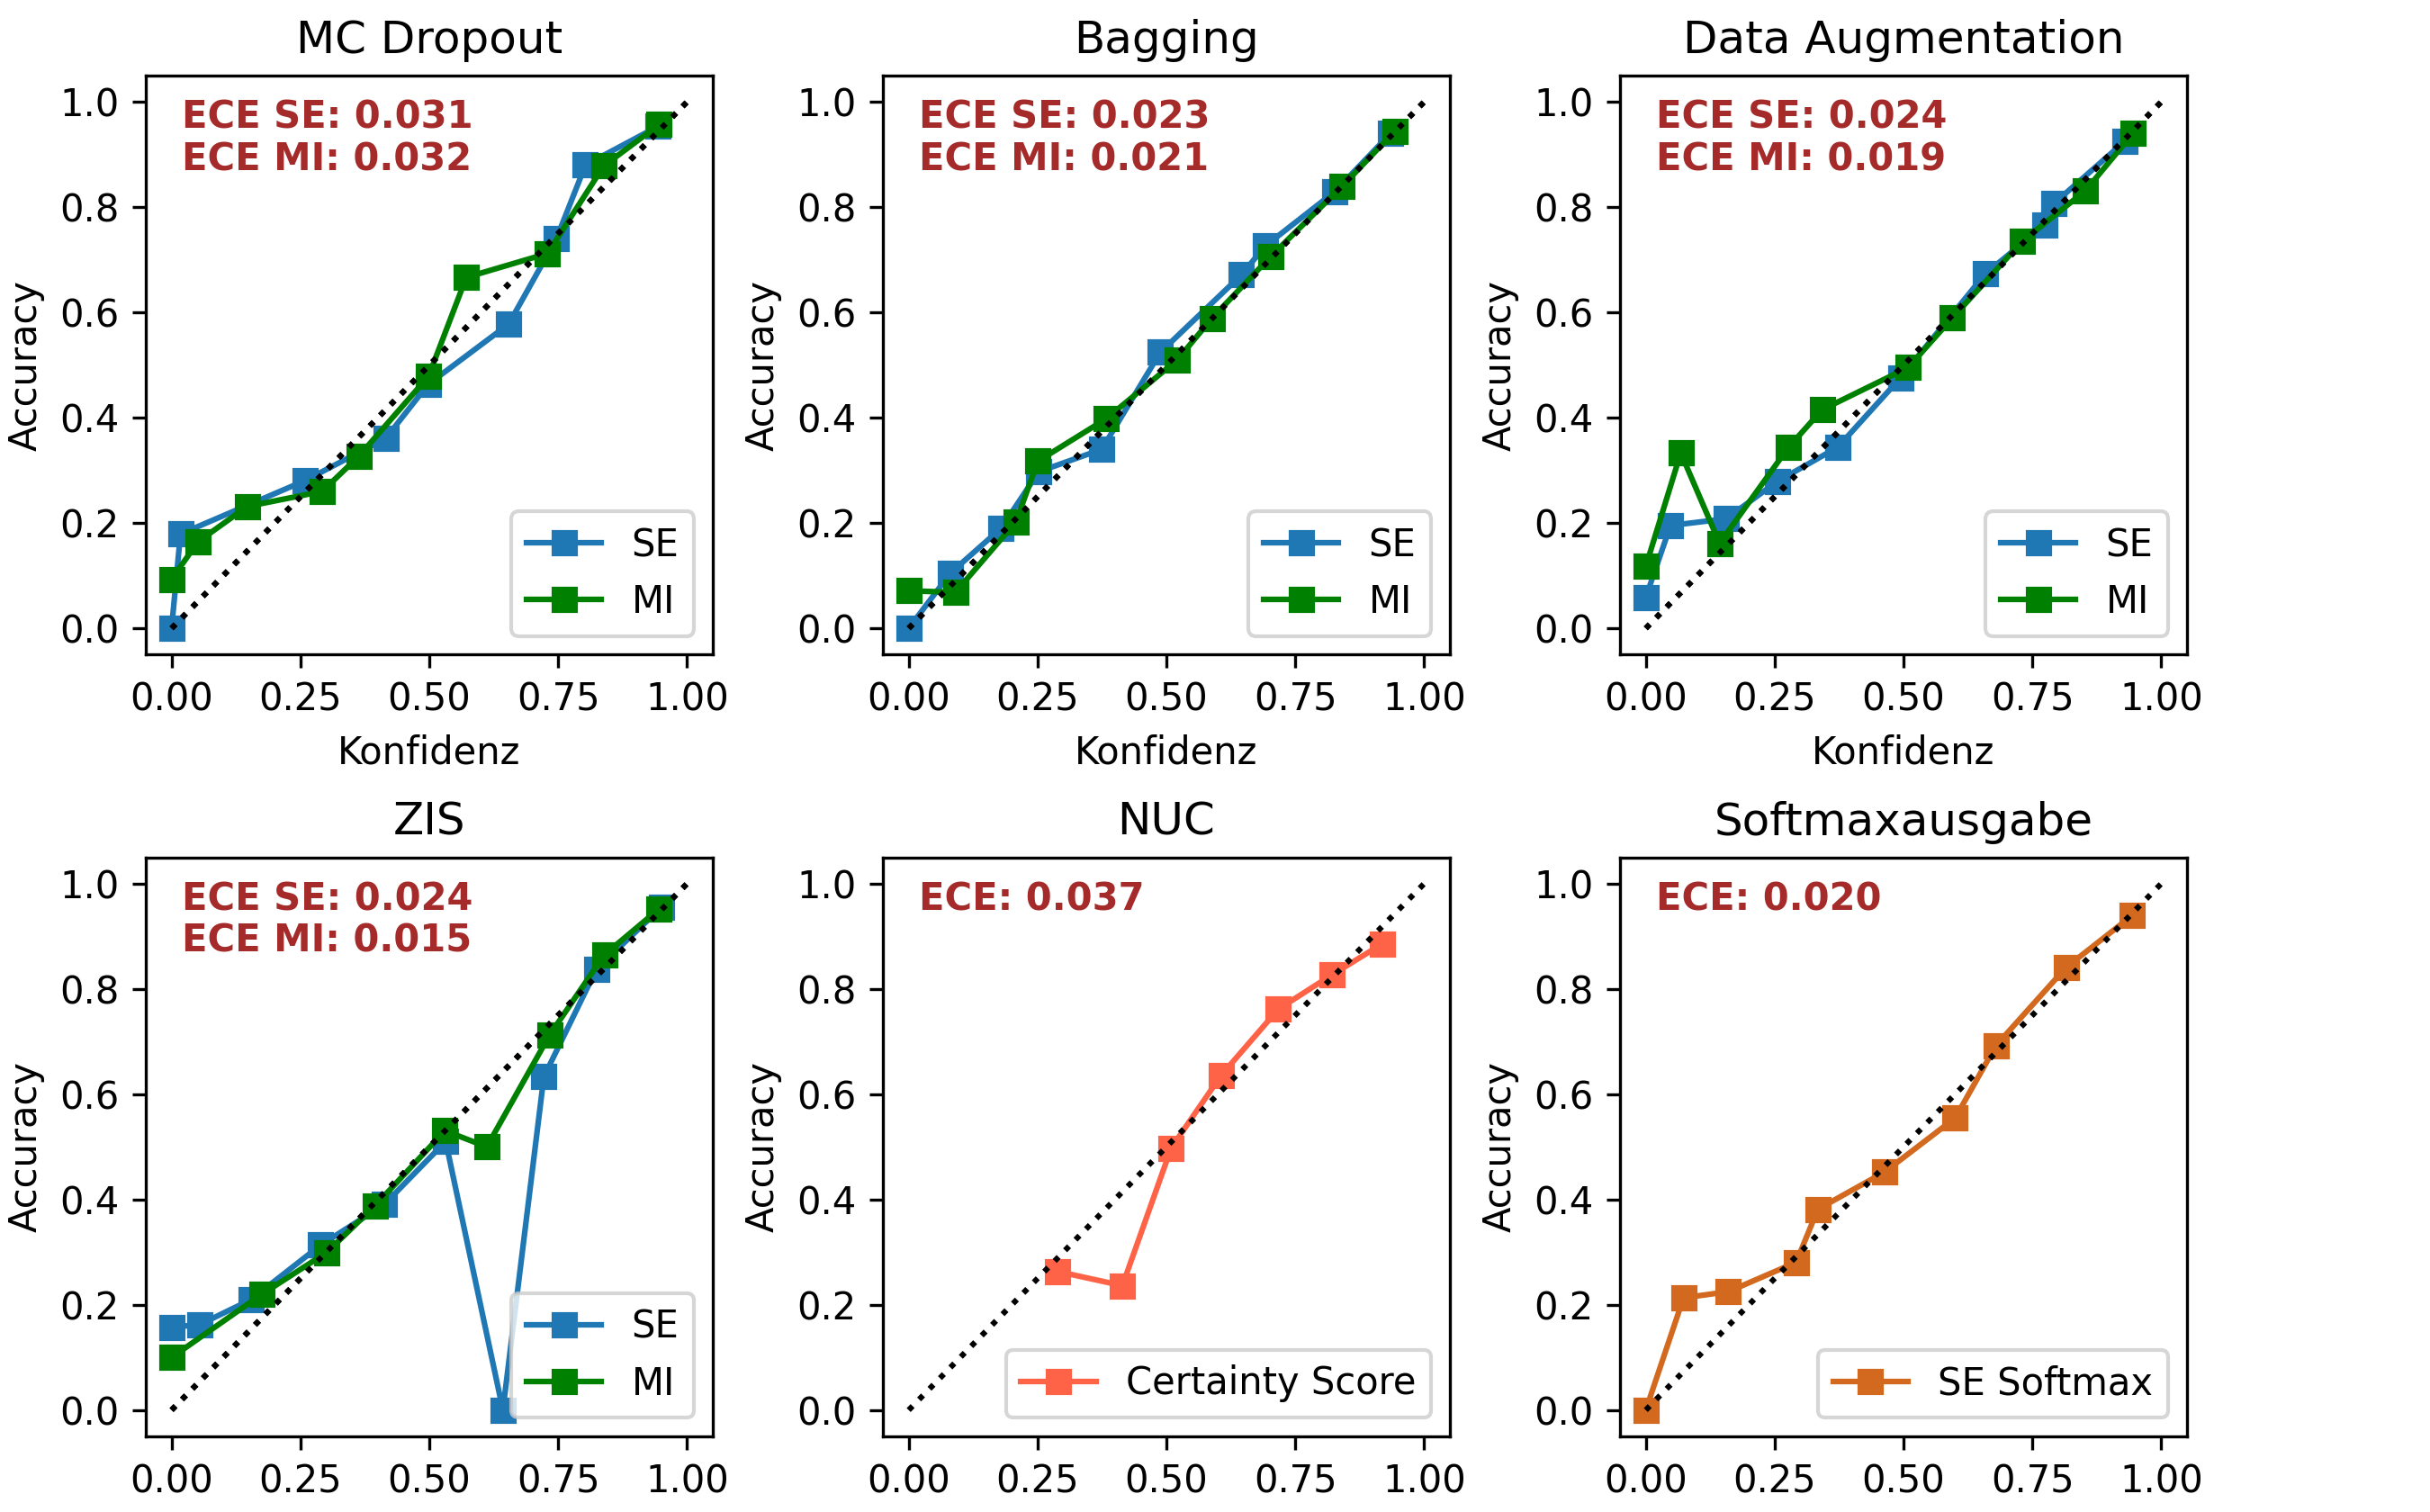 MC Dropout
ECE SE: 0.031
ECE MI: 0.032
1.0
0.8
0.6
0.4
0.2
0.0
Accuracy
SE
MI
0.00 0.25 0.50 0.75 1.00
Konfidenz
Bagging
ECE SE: 0.023
ECE MI: 0.021
1.0
0.8
0.6
0.4
0.2
0.0
Accuracy
SE
MI
0.00 0.25 0.50 0.75 1.00
Konfidenz
Data Augmentation
ECE SE: 0.024
ECE MI: 0.019
1.0
0.8
0.6
0.4
0.2
0.0
Accuracy
SE
MI
0.00 0.25 0.50 0.75 1.00
Konfidenz
ZIS
ECE SE: 0.024
ECE MI: 0.015
1.0
0.8
0.6
0.4
0.2
0.0
Accuracy
SE
MI
0.00 0.25 0.50 0.75 1.00
NUC
ECE: 0.037
1.0
0.8
0.6
0.4
0.2
0.0
Accuracy
Certainty Score
0.00 0.25 0.50 0.75 1.00
Softmaxausgabe
ECE: 0.020
1.0
0.8
0.6
0.4
0.2
0.0
Accuracy
SE Softmax
0.00 0.25 0.50 0.75 1.00